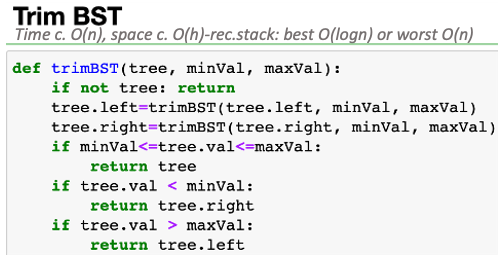 Trim BST
Time c. O(n), space c. O(h)-rec.stack: best O(logn) or worst O(n)
def trimBST(tree, minVal, maxVal):
    if not tree: return
    tree.left=trimBST(tree.left, minVal, maxVal)
    tree.right=trimBST(tree.right, minVal, maxVal)
    if minVal<=tree.val<=maxVal:
        return tree
    if tree.val < minVal:
        return tree.right
    if tree.val > maxVal:
        return tree.left